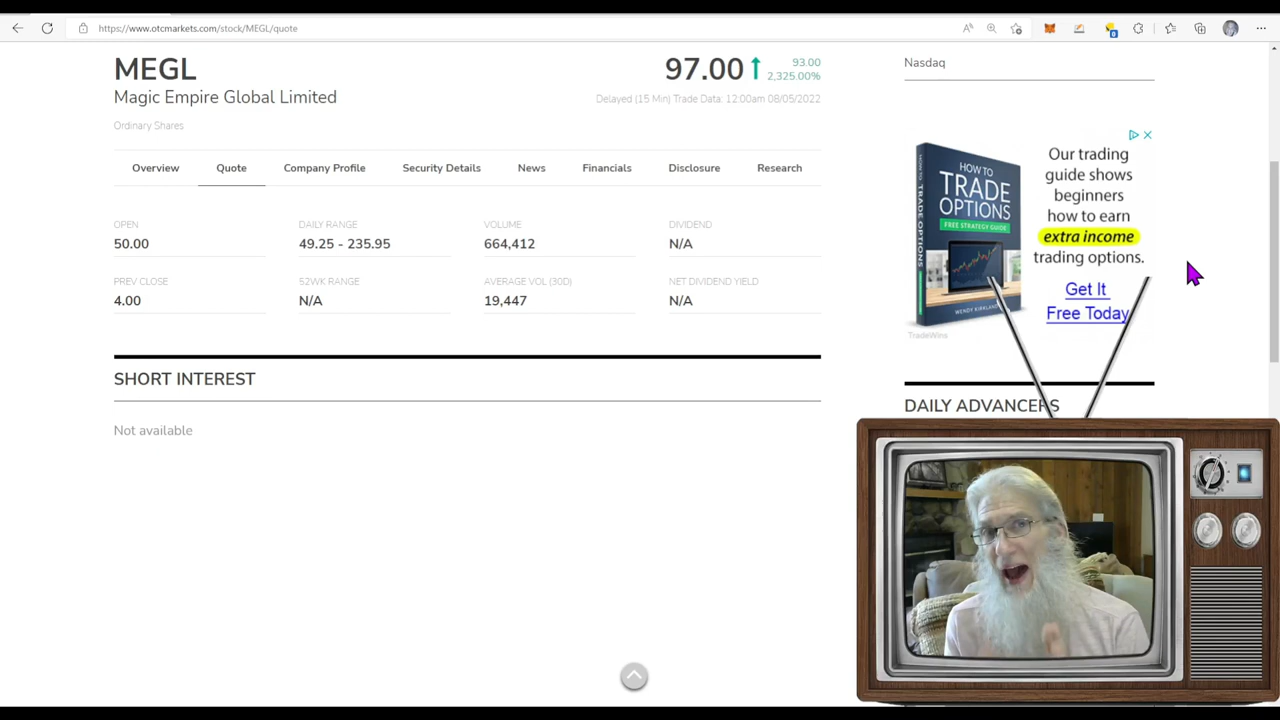 https://www.otcmarkets.com/stock/MEGL/quote
MEGL
97.00
93.00
2,325.00%
Magic Empire Global Limited
Delayed (15 Min) Trade Data: 12:00am 08/05/2022
Ordinary Shares
Overview Quote Company Profile Security Details News Financials Disclosure Research
OPEN DAILY RANGE VOLUME DIVIDEND
50.00 49.25 - 235.95 664,412 N/A
PREV CLOSE 52WK RANGE AVERAGE VOL (30D) NET DIVIDEND YIELD
4.00 N/A 19,447 N/A
SHORT INTEREST
Not available
Nasdaq
HOW TO
TRADE
OPTIONS
FREE STRATEGY GUIDE
WENDY KIRKLAND
Our trading
guide shows
beginners
how to earn
extra income
trading options.
Get It
Free Today
TradeWins
DAILY ADVANCERS